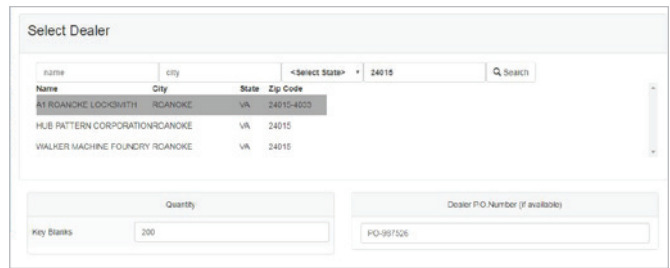 Select Dealer
name city <Select State> 24015 Search
Name City State Zip Code
A1 ROANOKE LOCKSMITH ROANOKE VA 24015-4003
HUB PATTERN CORPORATION ROANOKE VA 24015
WALKER MACHINE FOUNDRY ROANOKE VA 24015
Quantity Dealer P.O.Number (if available)
Key Blanks 200 PO-987526